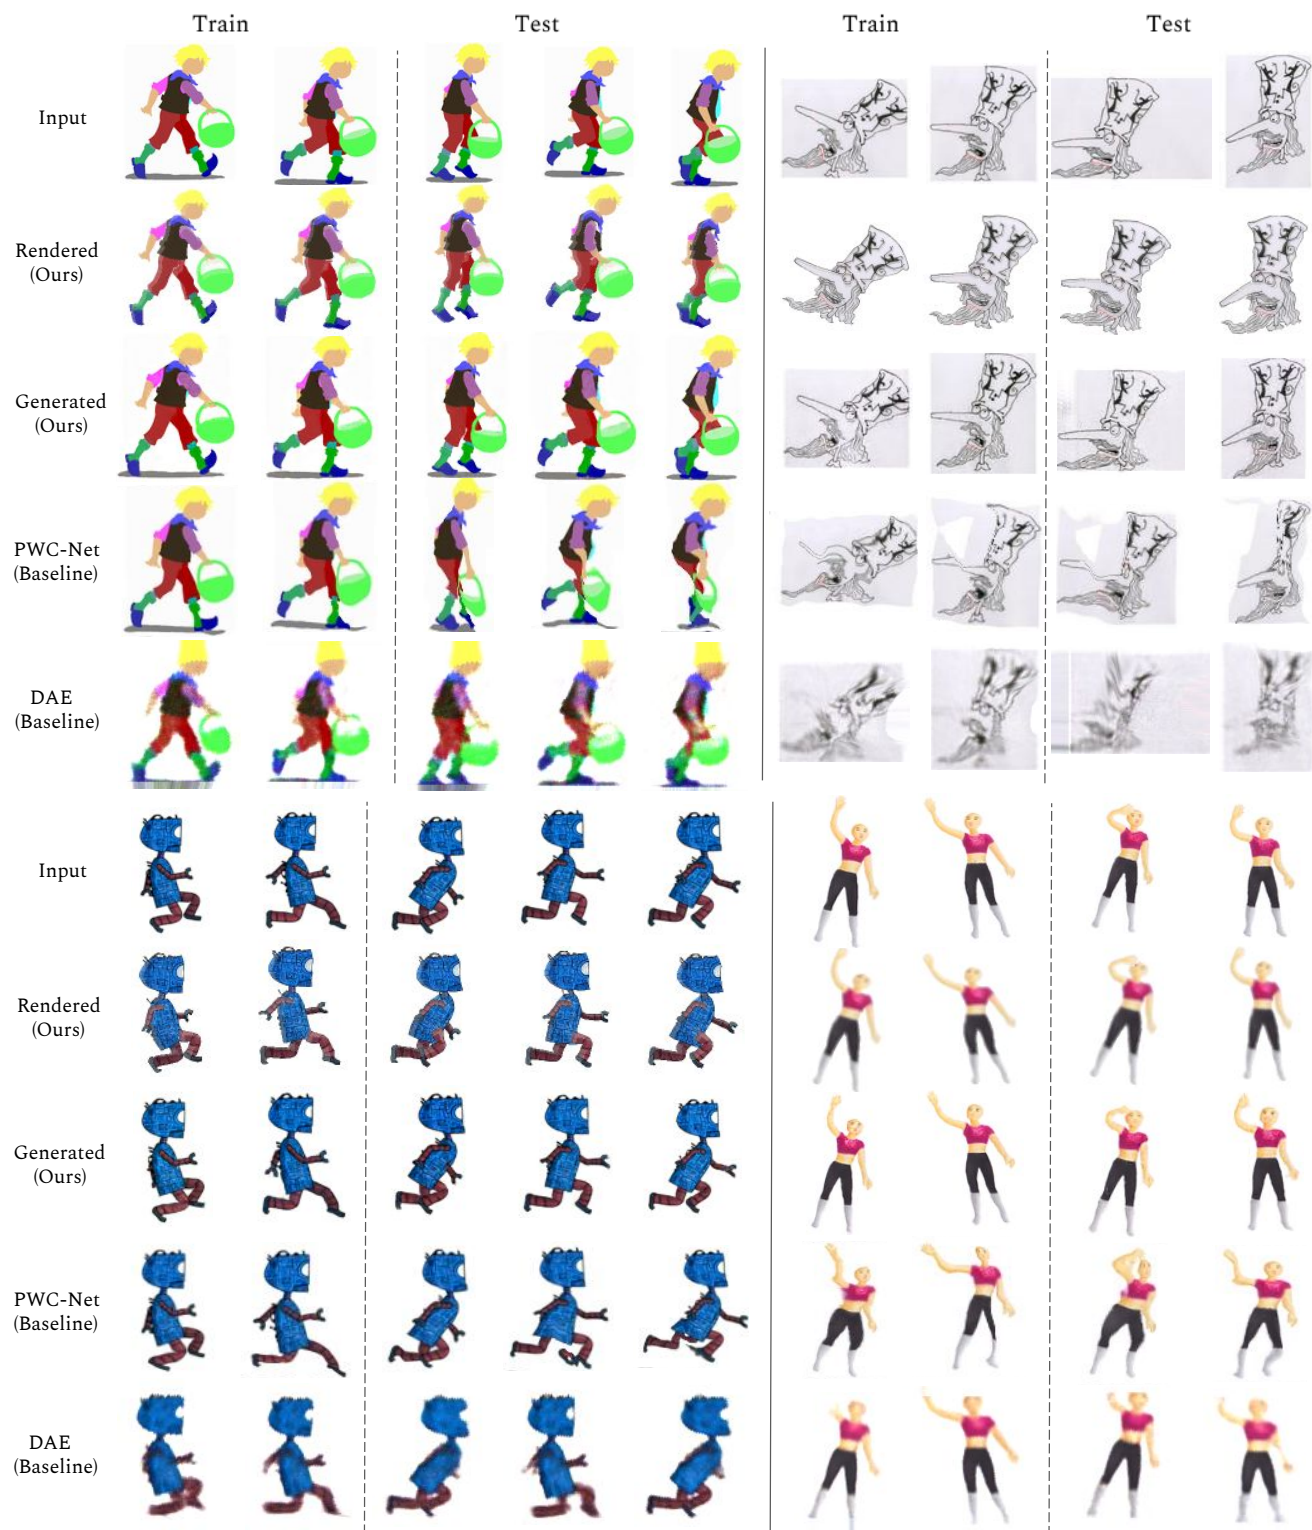 Train
Test
Train
Test
Input
Rendered
(Ours)
Generated
(Ours)
PWC-Net
(Baseline)
DAE
(Baseline)
Input
Rendered
(Ours)
Generated
(Ours)
PWC-Net
(Baseline)
DAE
(Baseline)